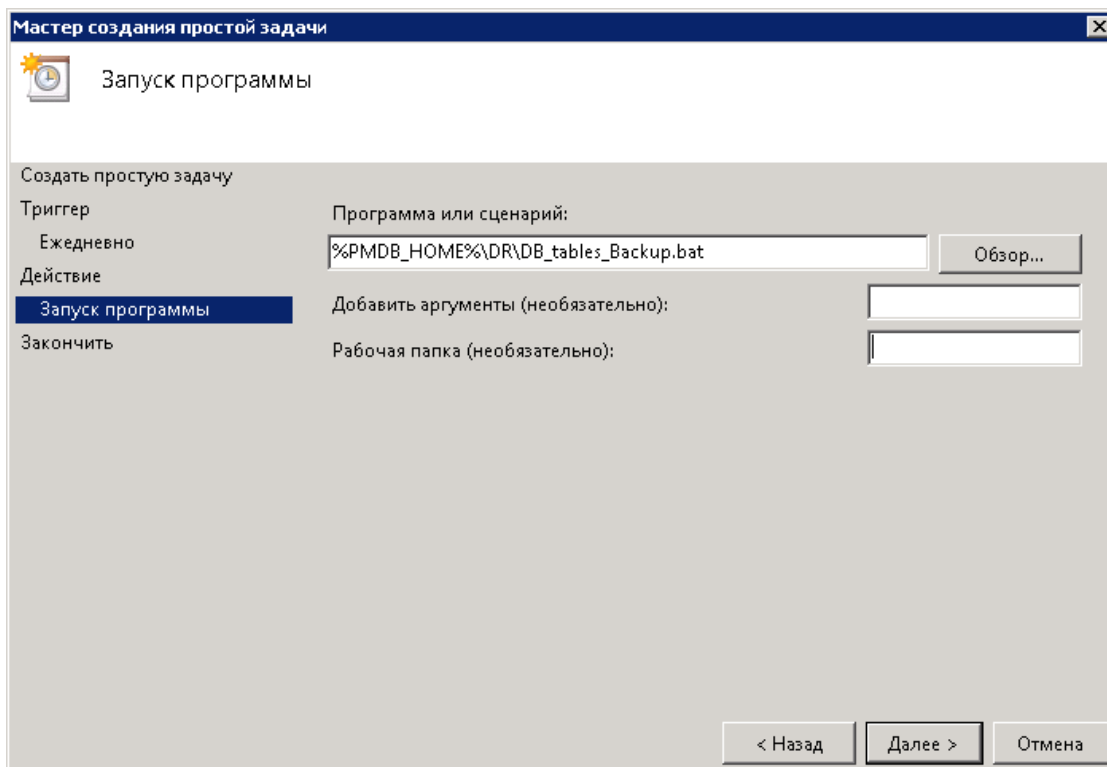 Мастер создания простой задачи
Запуск программы
Создать простую задачу
Триггер
Ежедневно
Действие
Запуск программы
Закончить
Программа или сценарий:
%PMDB_HOME%\DR\DB_tables_Backup.bat
Обзор...
Добавить аргументы (необязательно):
Рабочая папка (необязательно):
< Назад
Далее >
Отмена